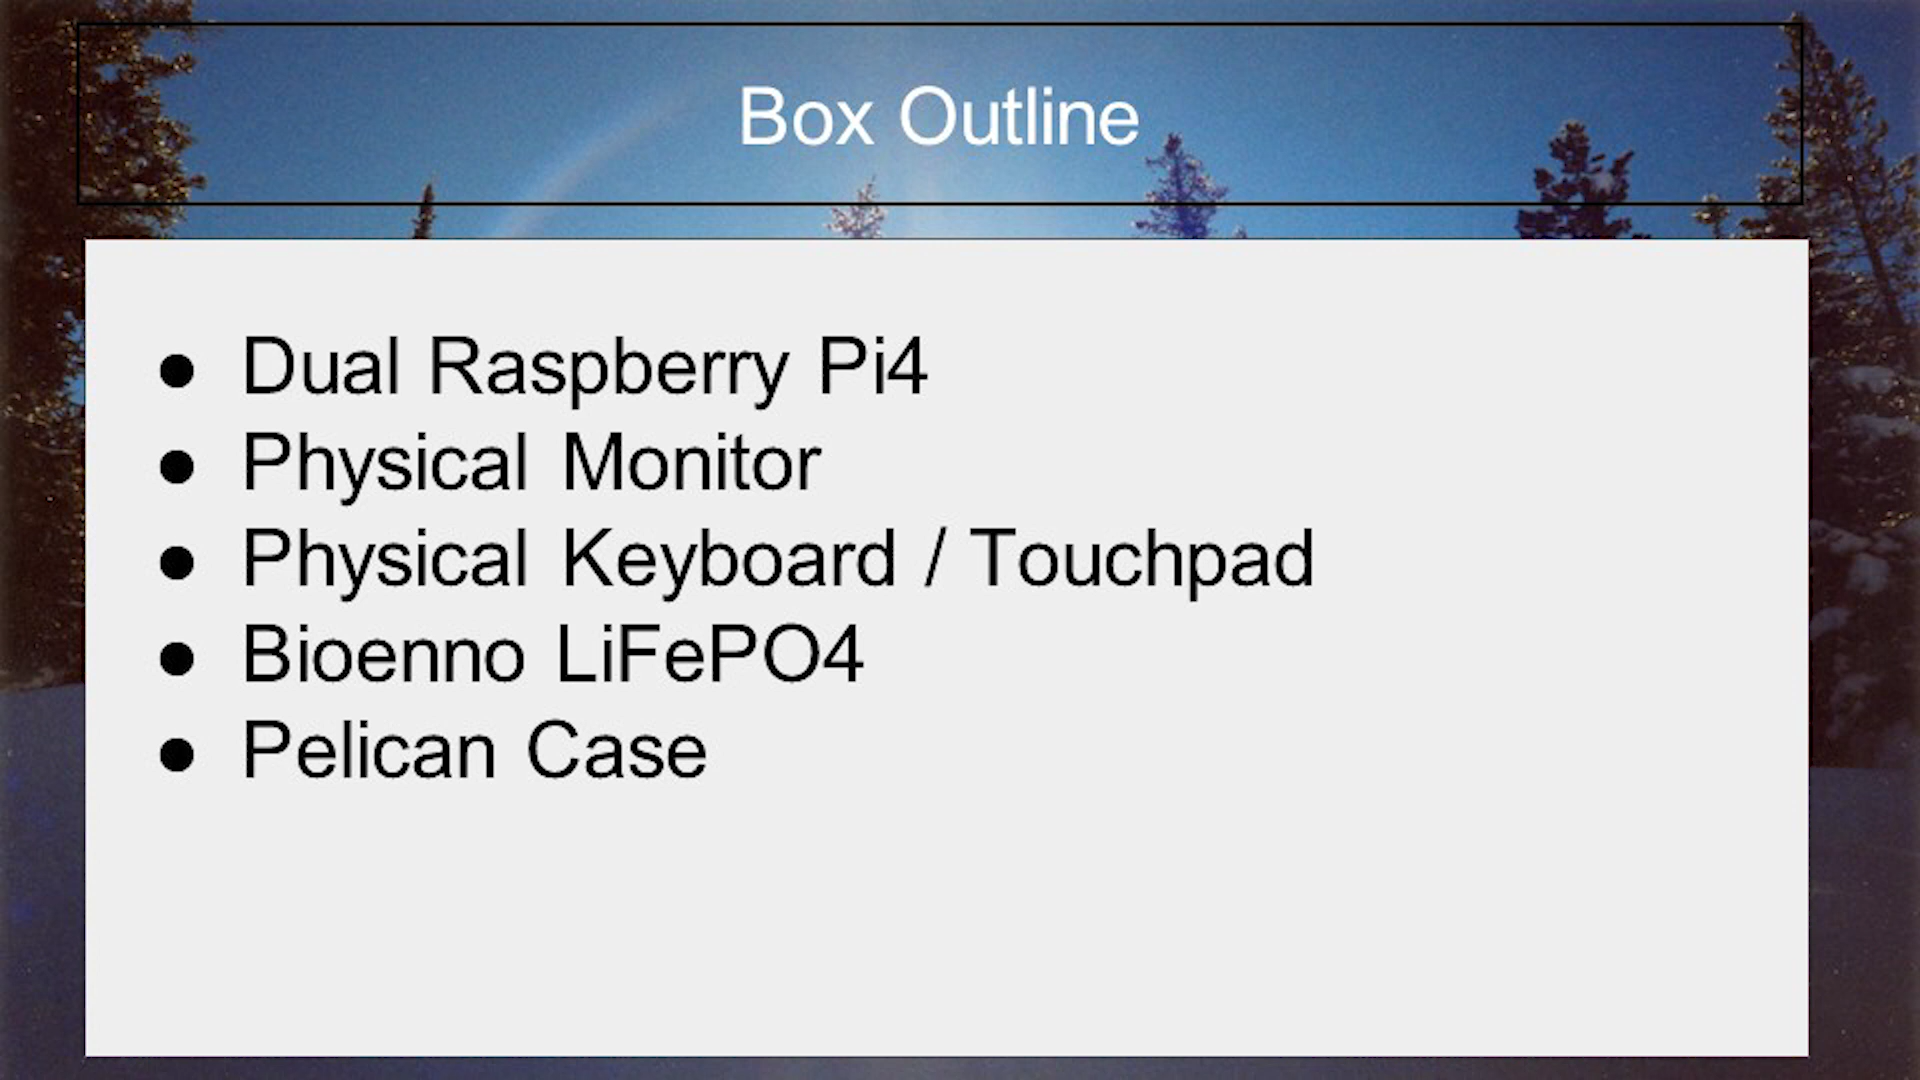 Box Outline
● Dual Raspberry Pi4
● Physical Monitor
● Physical Keyboard / Touchpad
● Bioenno LiFePO4
● Pelican Case